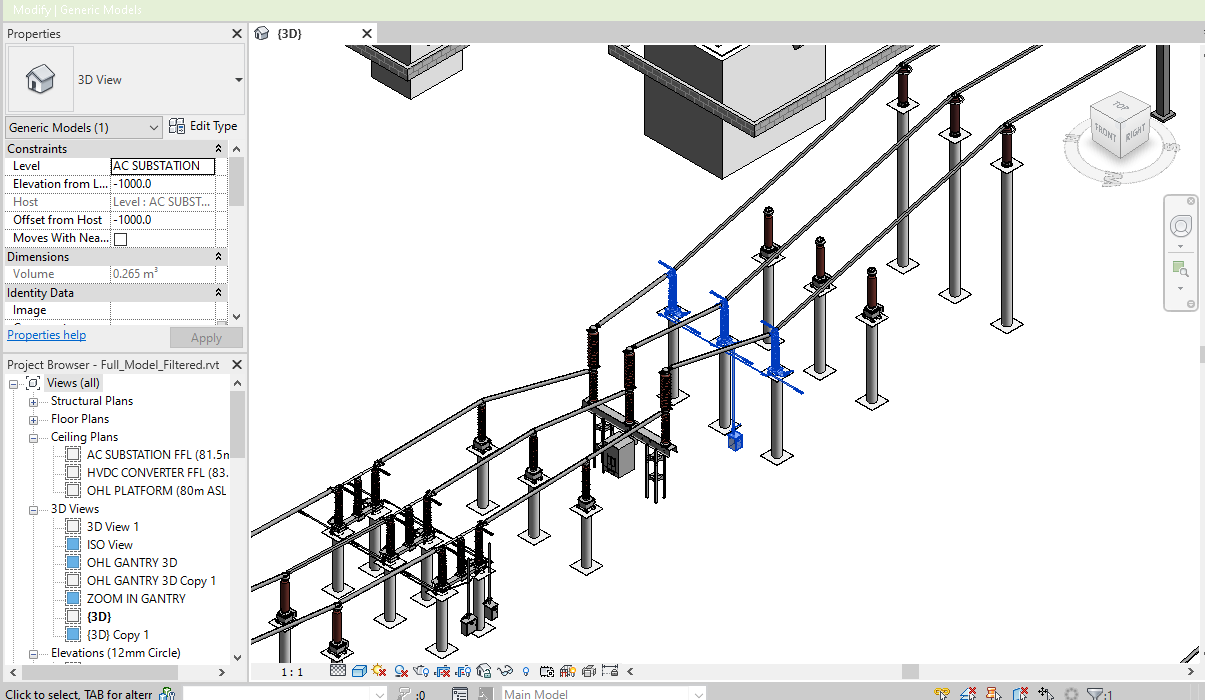 Modify | Generic Models
Properties
{3D}
3D View
Generic Models (1)
Edit Type
Constraints
Level
AC SUBSTATION
Elevation from L...
-1000.0
Host
Level : AC SUBST...
Offset from Host
-1000.0
Moves With Nea...
Dimensions
Volume
0.265 m³
Identity Data
Image
Properties help
Apply
Project Browser - Full_Model_Filtered.rvt
Views (all)
Structural Plans
Floor Plans
Ceiling Plans
AC SUBSTATION FFL (81.5m
HVDC CONVERTER FFL (83.
OHL PLATFORM (80m ASL
3D Views
3D View 1
ISO View
OHL GANTRY 3D
OHL GANTRY 3D Copy 1
ZOOM IN GANTRY
{3D}
{3D} Copy 1
Elevations (12mm Circle)
TOP
FRONT
RIGHT
1 : 1
Click to select, TAB for altern
:0
Main Model
:1